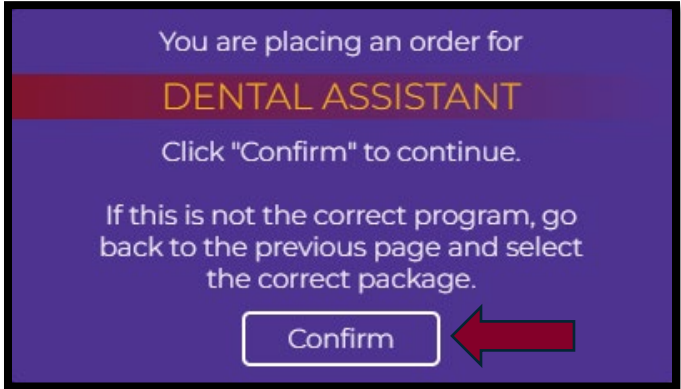 You are placing an order for
DENTAL ASSISTANT
Click "Confirm" to continue.
If this is not the correct program, go
back to the previous page and select
the correct package.
Confirm